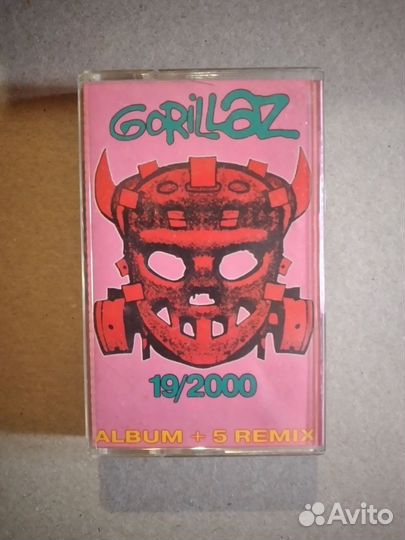 GORILLAZ
19/2000
ALBUM + 5 REMIX
Avito